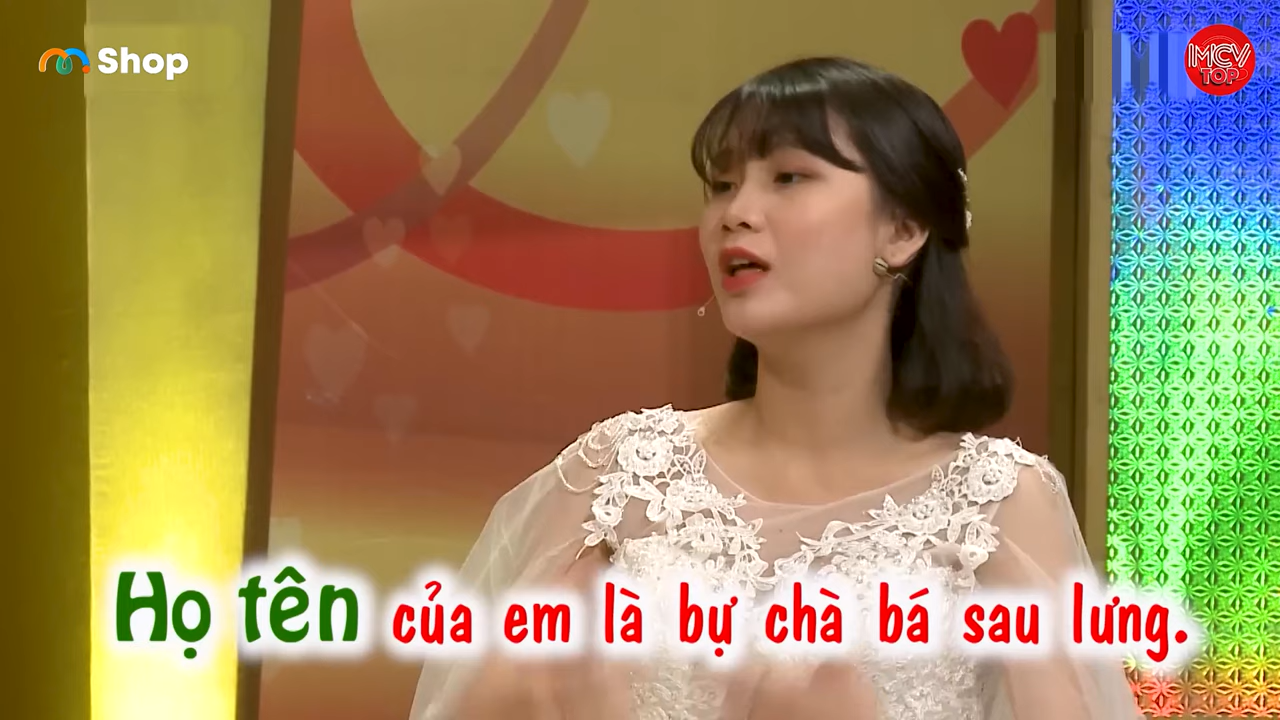 Shop
MCV
TOP
Họ tên của em là bự chà bá sau lưng.